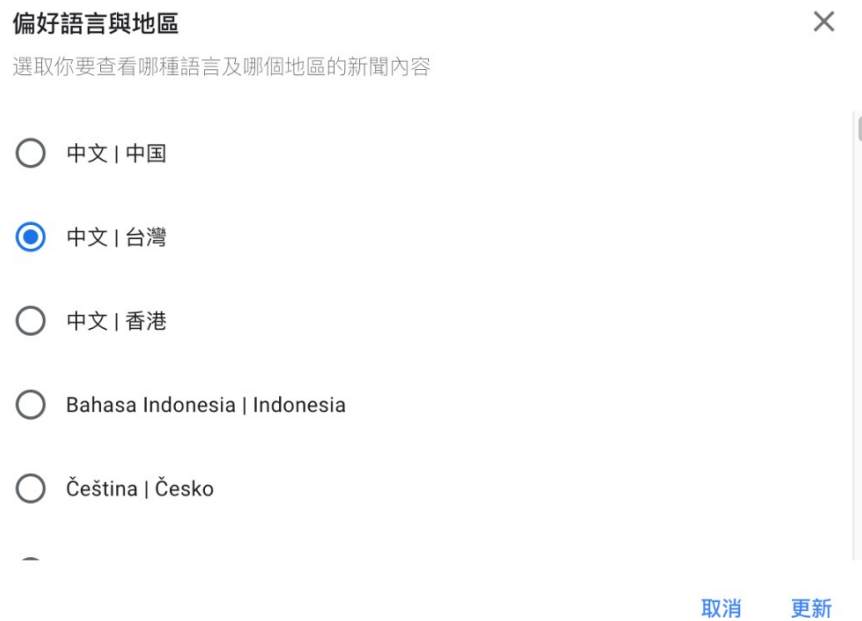 偏好語言與地區
選取你要查看哪種語言及哪個地區的新聞內容
中文 | 中国
中文 | 台灣
中文 | 香港
Bahasa Indonesia | Indonesia
Čeština | Česko
取消 更新